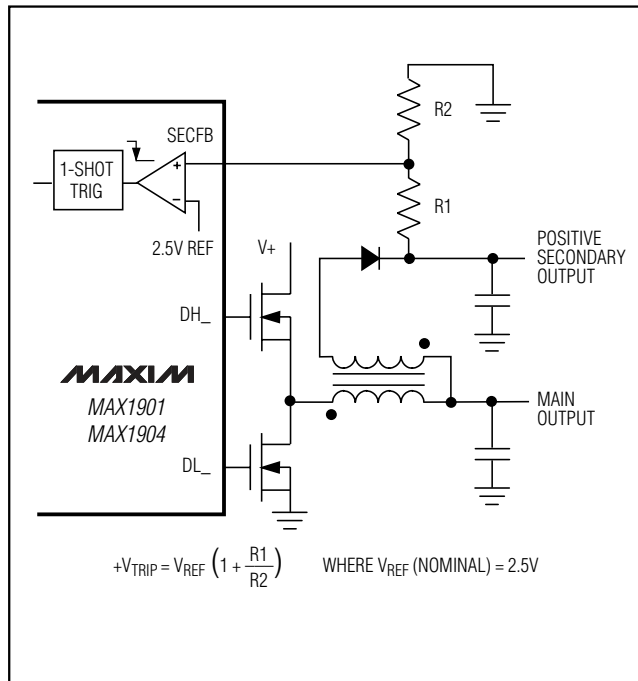 R2
SECFB
+
1-SHOT
TRIG
−
R1
2.5V REF
V+
POSITIVE
SECONDARY
OUTPUT
DH_
MAXIM
MAX1901
MAX1904
MAIN
OUTPUT
DL_
+VTRIP = VREF (1 + R1/R2) WHERE VREF (NOMINAL) = 2.5V